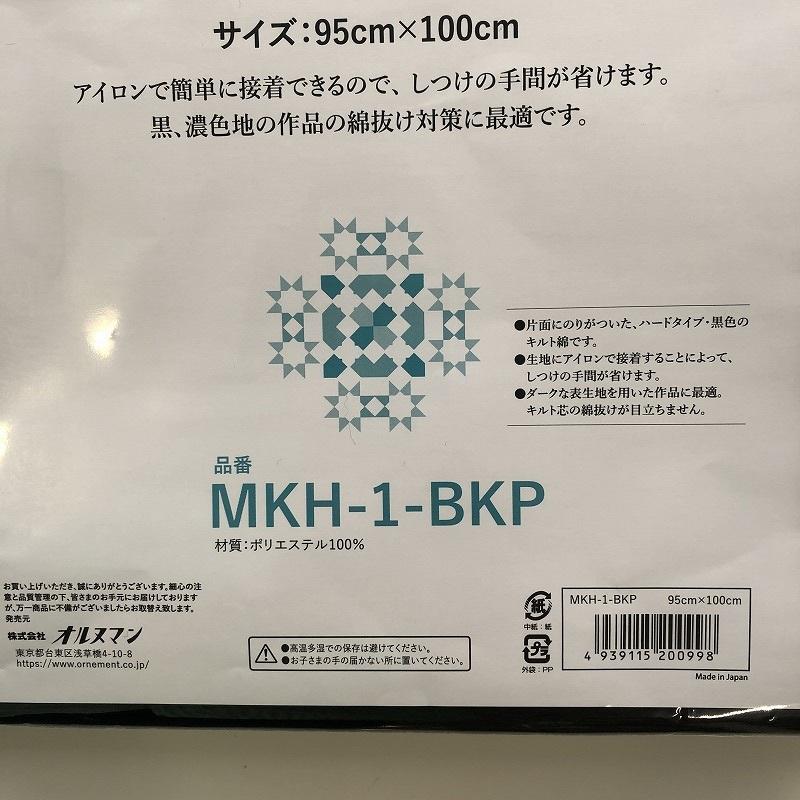 サイズ:95cm×100cm
アイロンで簡単に接着できるので、しつけの手間が省けます。
黒、濃色地の作品の綿抜け対策に最適です。
●片面にのりがついた、ハードタイプ・黒色の
キルト綿です。
●生地にアイロンで接着することによって、
しつけの手間が省けます。
●ダークな表生地を用いた作品に最適。
キルト芯の綿抜けが目立ちません。
品番
MKH-1-BKP
材質:ポリエステル100%
お買い上げいただき、誠にありがとうございます。細心の注
意と品質管理の下、皆さまのお手元にお届けしております
が、万一商品に不備がございましたらお取替え致します。
発売元
株式会社 オルヌマン
東京都台東区浅草橋4-10-8
https://www.ornement.co.jp/
●高温多湿での保存は避けてください。
●お子さまの手の届かない所に置いてください。
紙
中紙:紙
プラ
外袋:PP
MKH-1-BKP 95cm×100cm
4 939115 200998
Made in Japan